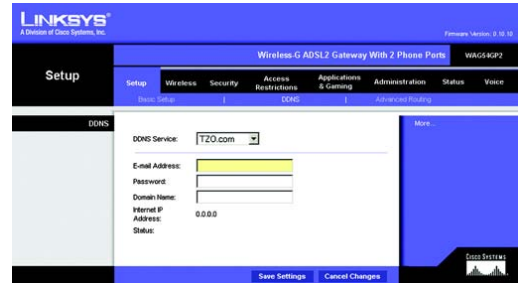 LINKSYS®
A Division of Cisco Systems, Inc.
Firmware Version: 0.10.10
Wireless-G ADSL2 Gateway With 2 Phone Ports WAG54GP2
Setup
Setup Wireless Security Access Restrictions Applications & Gaming Administration Status Voice
Basic Setup | DDNS | Advanced Routing
DDNS
More...
DDNS Service: TZO.com
E-mail Address:
Password:
Domain Name:
Internet IP Address: 0.0.0.0
Status:
Save Settings Cancel Changes
CISCO SYSTEMS